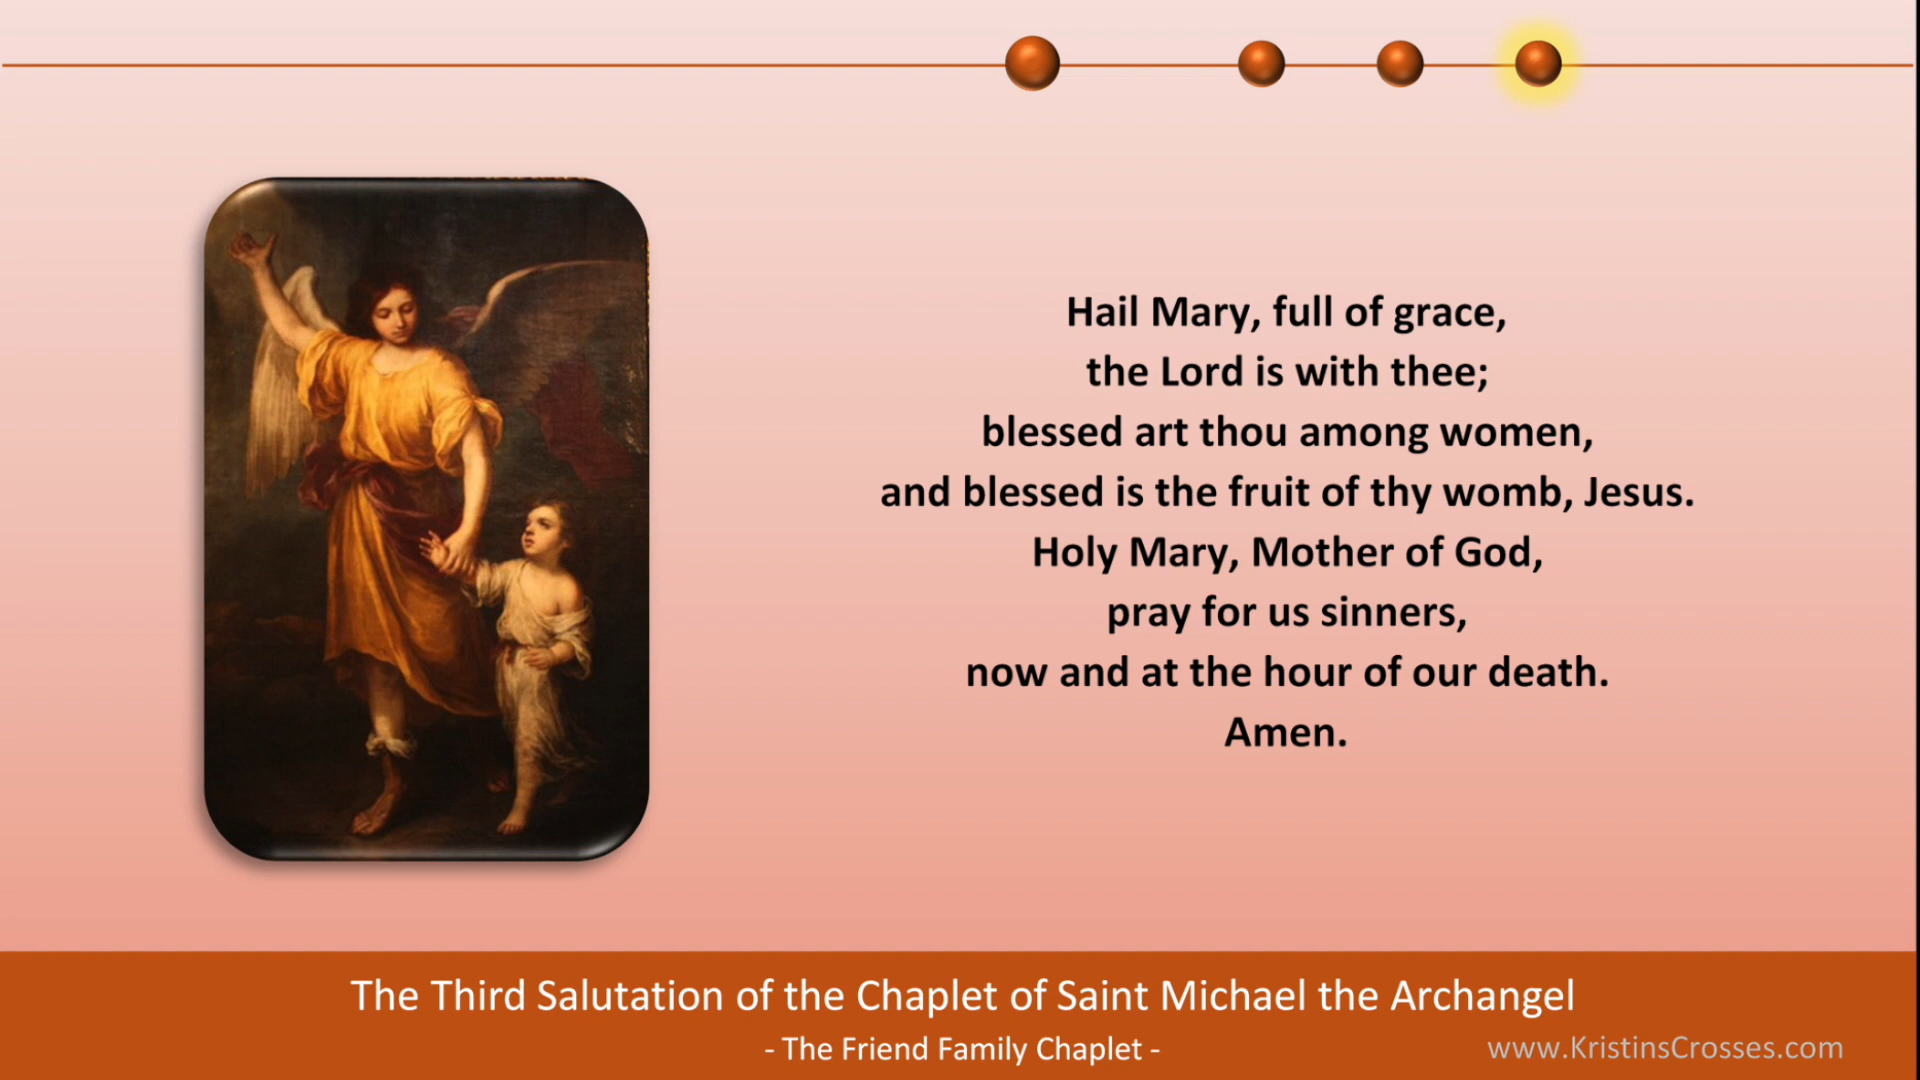 Hail Mary, full of grace,
the Lord is with thee;
blessed art thou among women,
and blessed is the fruit of thy womb, Jesus.
Holy Mary, Mother of God,
pray for us sinners,
now and at the hour of our death.
Amen.
The Third Salutation of the Chaplet of Saint Michael the Archangel
- The Friend Family Chaplet -
www.KristinsCrosses.com